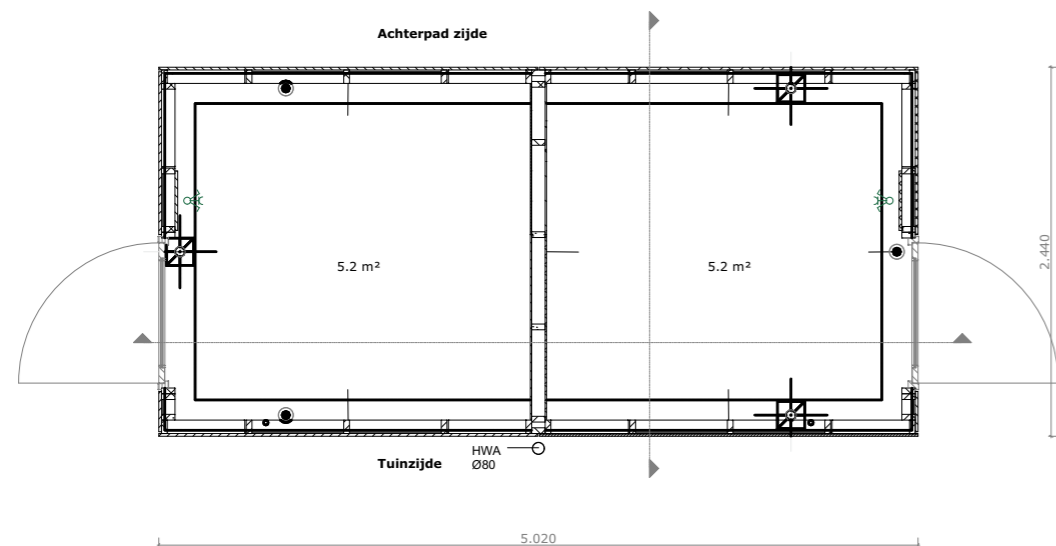 Achterpad zijde
5.2 m²
5.2 m²
2.440
Tuinzijde
HWA
Ø80
5.020